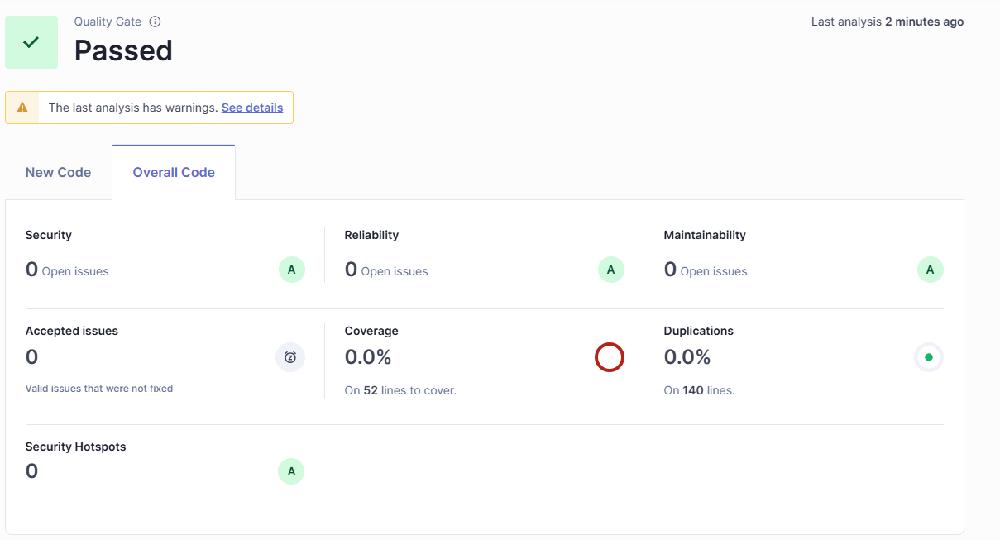 Quality Gate
Last analysis 2 minutes ago
Passed
The last analysis has warnings. See details
New Code
Overall Code
Security
0 Open issues
A
Reliability
0 Open issues
A
Maintainability
0 Open issues
A
Accepted issues
0
Valid issues that were not fixed
Coverage
0.0%
On 52 lines to cover.
Duplications
0.0%
On 140 lines.
Security Hotspots
0
A